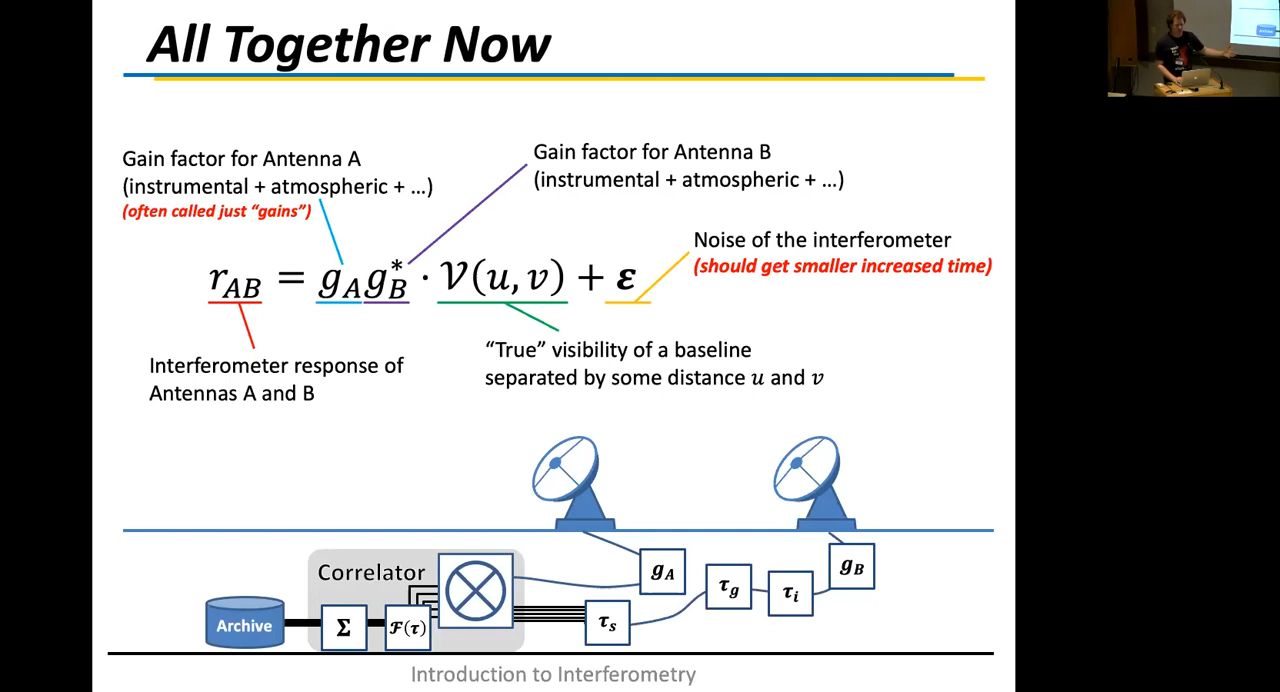 All Together Now
Gain factor for Antenna A
(instrumental + atmospheric + ...)
(often called just “gains”)
Gain factor for Antenna B
(instrumental + atmospheric + ...)
Noise of the interferometer
(should get smaller increased time)
r_AB = g_A g_B^* · 𝒱(u, v) + ε
Interferometer response of
Antennas A and B
“True” visibility of a baseline
separated by some distance u and v
Correlator
Archive
Σ
ℱ(τ)
τ_s
g_A
τ_g
τ_i
g_B
Introduction to Interferometry